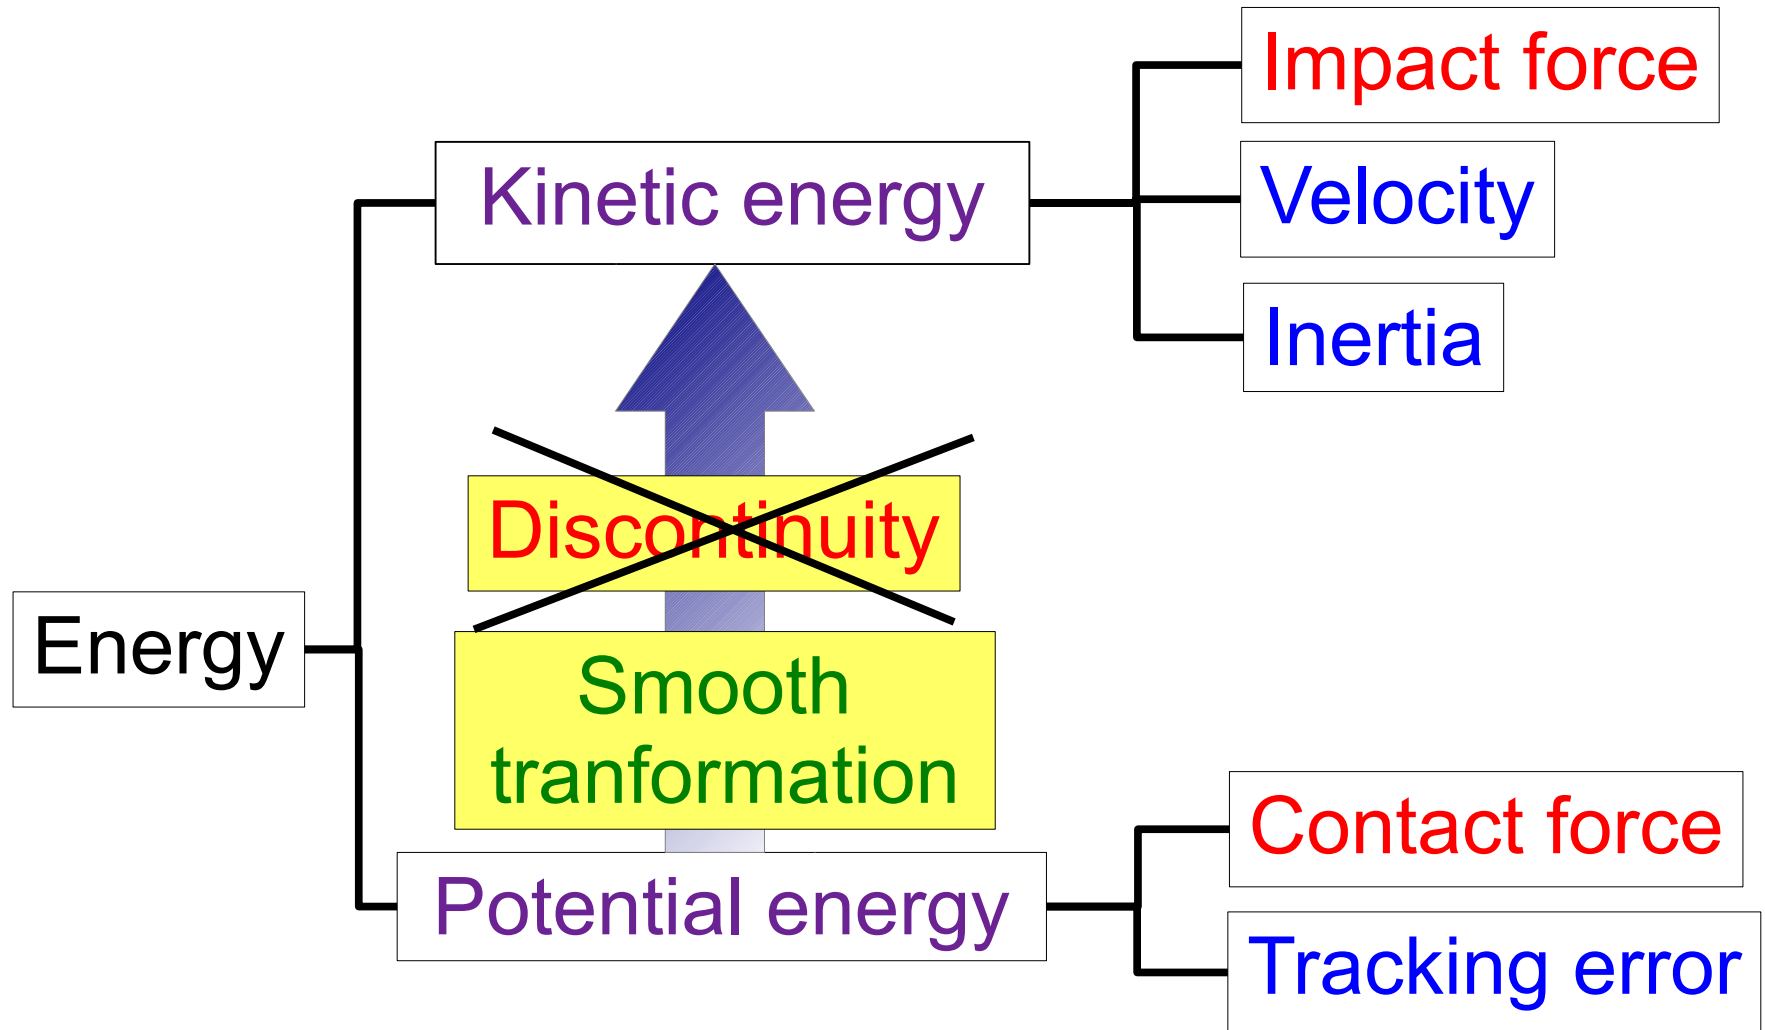 Impact force
Kinetic energy
Velocity
Inertia
Discontinuity
Energy
Smooth
tranformation
Contact force
Potential energy
Tracking error